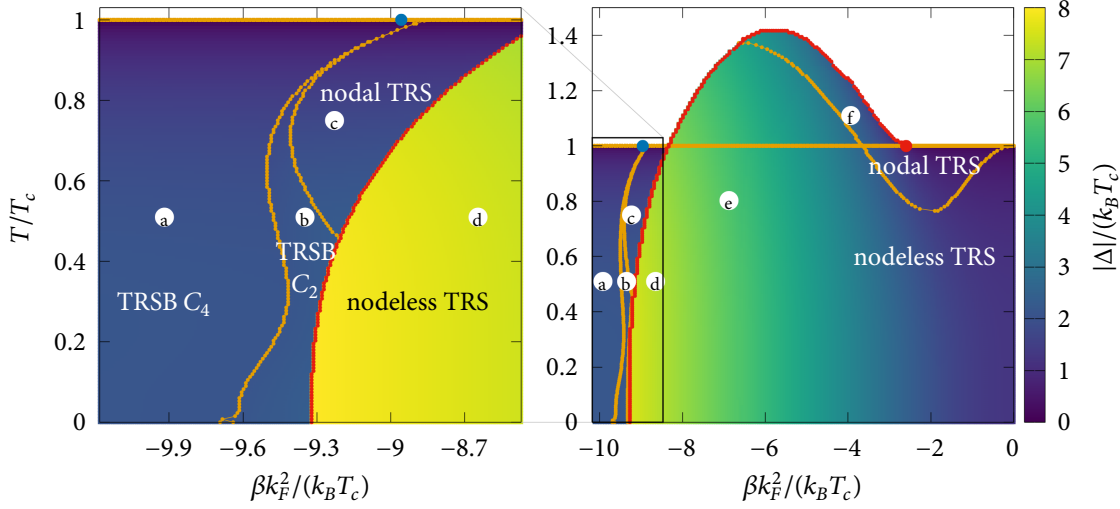 1
0.8
0.6
0.4
0.2
0
T/T_c
nodal TRS
c
a
b
d
TRSB
C_2
TRSB C_4
nodeless TRS
−9.9
−9.6
−9.3
−9
−8.7
βk_F^2/(k_BT_c)
1.4
1.2
1
0.8
0.6
0.4
0.2
0
f
nodal TRS
e
c
a
b
d
nodeless TRS
−10
−8
−6
−4
−2
0
βk_F^2/(k_BT_c)
8
7
6
5
4
3
2
1
0
|Δ|/(k_BT_c)